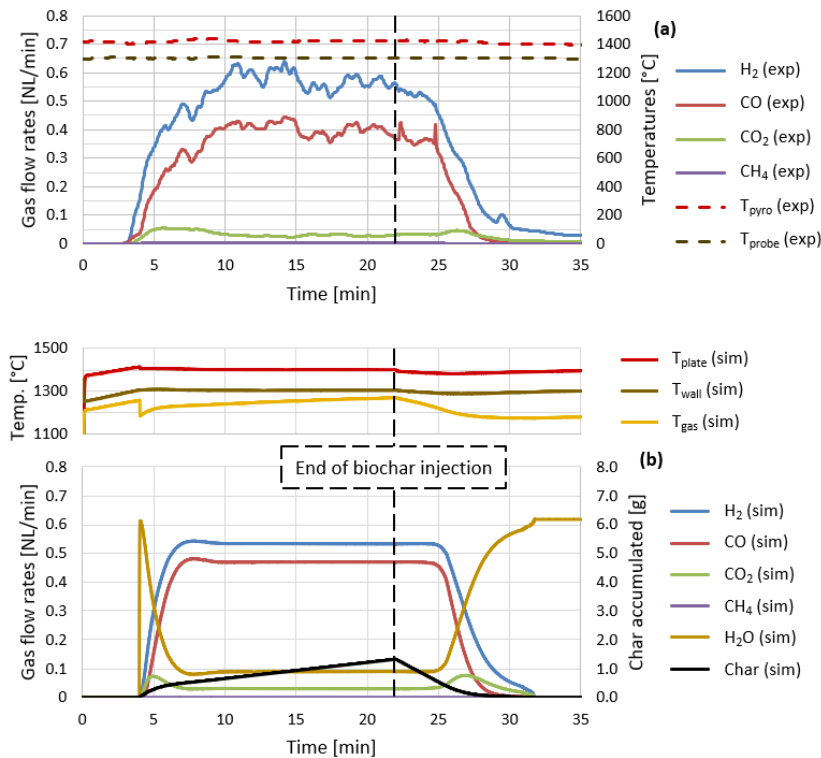 (a)
Gas flow rates [NL/min]
0.8
0.7
0.6
0.5
0.4
0.3
0.2
0.1
0
1600
1400
1200
1000
800
600
400
200
0
Temperatures [°C]
0 5 10 15 20 25 30 35
Time [min]
H₂ (exp)
CO (exp)
CO₂ (exp)
CH₄ (exp)
Tpyro (exp)
Tprobe (exp)
Temp. [°C]
1500
1300
1100
Tplate (sim)
Twall (sim)
Tgas (sim)
End of biochar injection
(b)
Gas flow rates [NL/min]
0.8
0.7
0.6
0.5
0.4
0.3
0.2
0.1
0
8.0
7.0
6.0
5.0
4.0
3.0
2.0
1.0
0.0
Char accumulated [g]
0 5 10 15 20 25 30 35
Time [min]
H₂ (sim)
CO (sim)
CO₂ (sim)
CH₄ (sim)
H₂O (sim)
Char (sim)